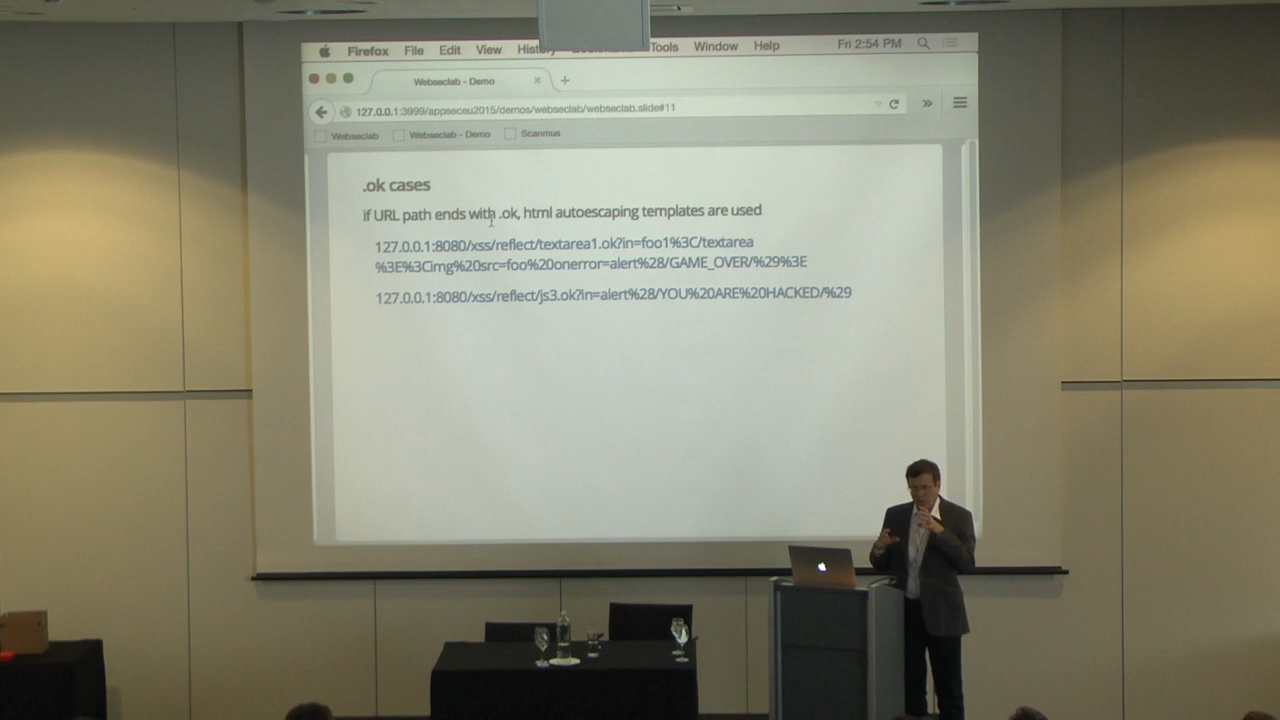 Firefox File Edit View Tools Window Help Fri 2:54 PM
Webseclab - Demo
127.0.0.1:3999/appseceu2015/demos/webseclab/webseclab.slide#11
Webseclab Webseclab - Demo Scanmus
.ok cases
if URL path ends with .ok, html autoescaping templates are used
127.0.0.1:8080/xss/reflect/textarea1.ok?in=foo1%3C/textarea
%3E%3Cimg%20src=foo%20onerror=alert%28/GAME_OVER/%29%3E
127.0.0.1:8080/xss/reflect/js3.ok?in=alert%28/YOU%20ARE%20HACKED/%29